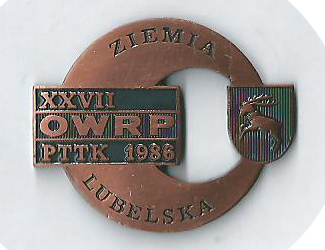 ZIEMIA
XXVII
OWRP
PTTK 1986
LUBELSKA